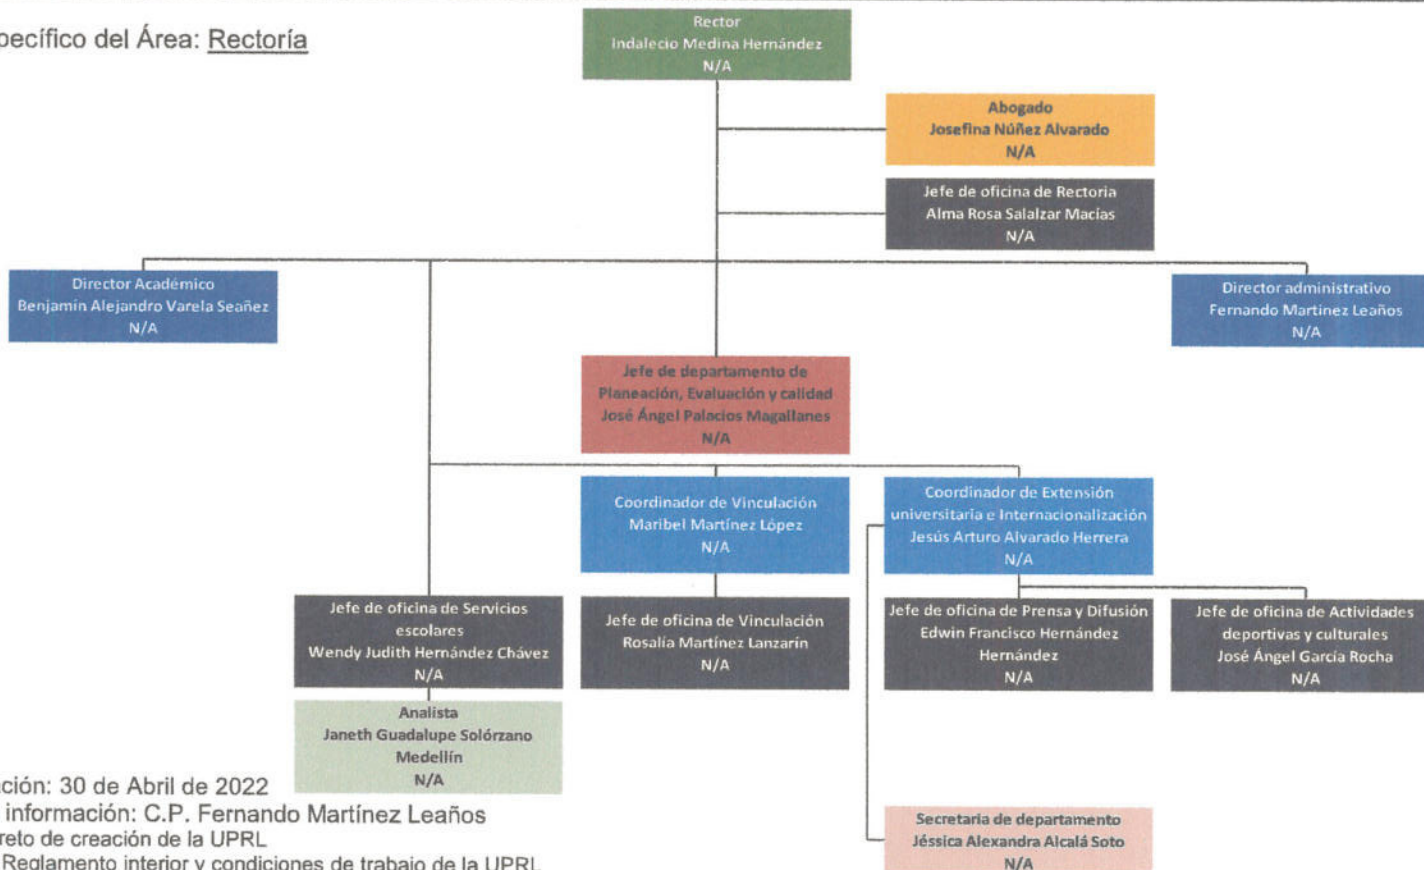 Rector
Indalecio Medina Hernández
N/A
pecífico del Área: Rectoría
Abogado
Josefina Núñez Alvarado
N/A
Jefe de oficina de Rectoria
Alma Rosa Salalzar Macías
N/A
Director Académico
Benjamín Alejandro Varela Seañez
N/A
Director administrativo
Fernando Martinez Leaños
N/A
Jefe de departamento de
Planeación, Evaluación y calidad
José Ángel Palacios Magallanes
N/A
Coordinador de Vinculación
Maribel Martínez López
N/A
Coordinador de Extensión
universitaria e Internacionalización
Jesús Arturo Alvarado Herrera
N/A
Jefe de oficina de Servicios
escolares
Wendy Judith Hernández Chávez
N/A
Jefe de oficina de Vinculación
Rosalía Martínez Lanzarín
N/A
Jefe de oficina de Prensa y Difusión
Edwin Francisco Hernández
Hernández
N/A
Jefe de oficina de Actividades
deportivas y culturales
José Ángel García Rocha
N/A
Analista
Janeth Guadalupe Solórzano
Medellín
N/A
ción: 30 de Abril de 2022
información: C.P. Fernando Martínez Leaños
reto de creación de la UPRL
Reglamento interior y condiciones de trabajo de la UPRL
Secretaria de departamento
Jéssica Alexandra Alcalá Soto
N/A